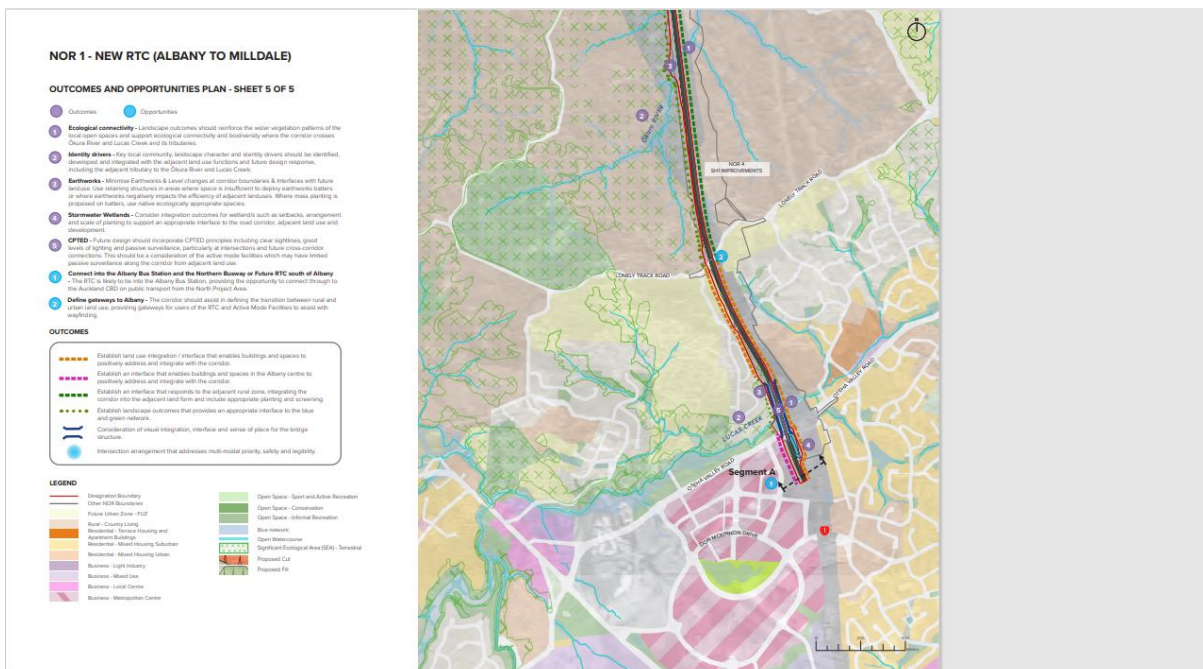 NOR 1 - NEW RTC (ALBANY TO MILLDALE)
OUTCOMES AND OPPORTUNITIES PLAN - SHEET 5 OF 5
Outcomes
Opportunities
1 Ecological connectivity - Landscape outcomes should reinforce the wider vegetation patterns of the
local open spaces and support ecological connectivity and biodiversity where the corridor crosses
Ōkura River and Lucas Creek and its tributaries.
2 Identity drivers - Key local community, landscape character and identity drivers should be identified,
developed and integrated with the adjacent land use functions and future design response,
including the adjacent tributary to the Ōkura River and Lucas Creek.
3 Earthworks - Minimise Earthworks & Level changes at corridor boundaries & interfaces with future
landuse. Use retaining structures in areas where space is insufficient to deploy earthworks batters
or where earthworks negatively impacts the efficiency of adjacent landuses. Where mass planting is
proposed on batters, use native ecologically appropriate species.
4 Stormwater Wetlands - Consider integration outcomes for wetland/s such as setbacks, arrangement
and scale of planting to support an appropriate interface to the road corridor, adjacent land use and
development.
5 CPTED - Future design should incorporate CPTED principles including clear sightlines, good
levels of lighting and passive surveillance, particularly at intersections and future cross-corridor
connections. This should be a consideration of the active mode facilities which may have limited
passive surveillance along the corridor from adjacent land use.
1 Connect into the Albany Bus Station and the Northern Busway or Future RTC south of Albany
- The RTC is likely to be into the Albany Bus Station, providing the opportunity to connect through to
the Auckland CBD on public transport from the North Project Area.
2 Define gateways to Albany - The corridor should assist in defining the transition between rural and
urban land use, providing gateways for users of the RTC and Active Mode Facilities to assist with
wayfinding.
OUTCOMES
Establish land use integration / interface that enables buildings and spaces to
positively address and integrate with the corridor.
Establish an interface that enables buildings and spaces in the Albany centre to
positively address and integrate with the corridor.
Establish an interface that responds to the adjacent rural zone, integrating the
corridor into the adjacent land form and include appropriate planting and screening.
Establish landscape outcomes that provides an appropriate interface to the blue
and green network.
Consideration of visual integration, interface and sense of place for the bridge
structure.
Intersection arrangement that addresses multi-modal priority, safety and legibility.
LEGEND
Designation Boundary
Other NOR Boundaries
Future Urban Zone - FUZ
Rural - Country Living
Residential - Terrace Housing and
Apartment Buildings
Residential - Mixed Housing Suburban
Residential - Mixed Housing Urban
Business - Light Industry
Business - Mixed Use
Business - Local Centre
Business - Metropolitan Centre
Open Space - Sport and Active Recreation
Open Space - Conservation
Open Space - Informal Recreation
Blue network
Open Watercourse
Significant Ecological Area (SEA) - Terrestrial
Proposed Cut
Proposed Fill
N
1
3
2
ŌKURA RIVER
NOR 4
SH1 IMPROVEMENTS
LONELY TRACK ROAD
2
LONELY TRACK ROAD
OTEHA VALLEY ROAD
3
5
1
2
LUCAS CREEK
4
OTEHA VALLEY ROAD
Segment A
1
1
DON MCKINNON DRIVE